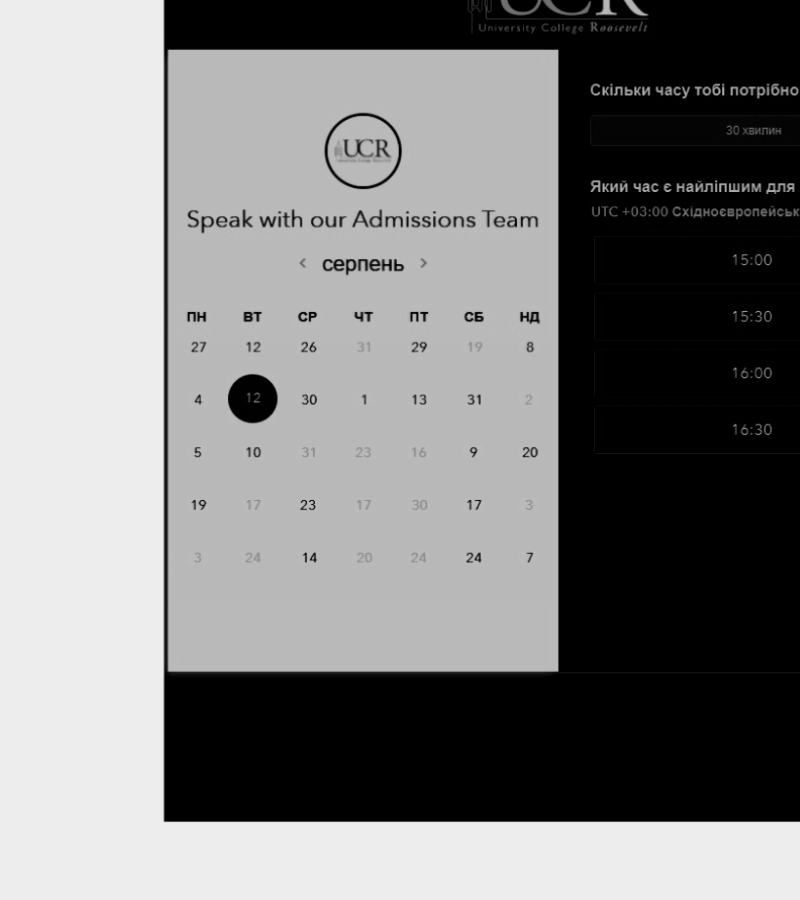 UCR
University College Roosevelt
UCR
Speak with our Admissions Team
< серпень >
ПН ВТ СР ЧТ ПТ СБ НД
27 12 26 31 29 19 8
4 12 30 1 13 31 2
5 10 31 23 16 9 20
19 17 23 17 30 17 3
3 24 14 20 24 24 7
Скільки часу тобі потрібно
30 хвилин
Який час є найліпшим для
UTC +03:00 Східноєвропейськ
15:00
15:30
16:00
16:30